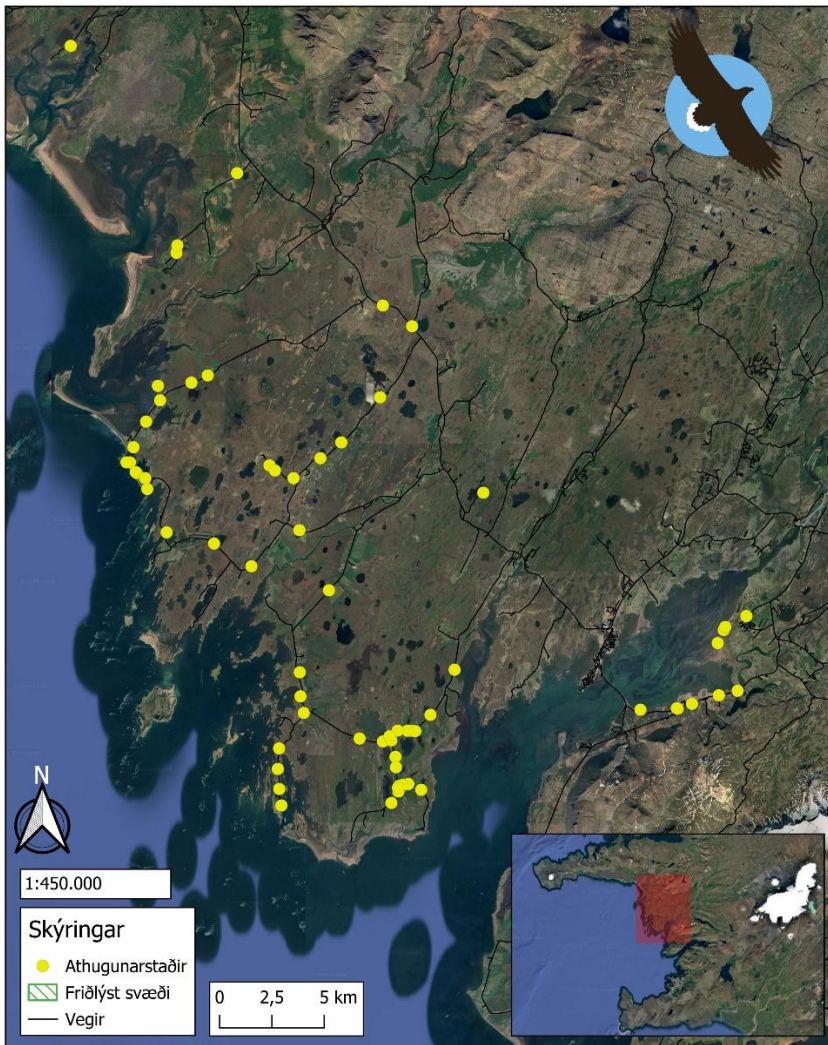 N
1:450.000
Skýringar
Athugunarstaðir
Friðlýst svæði
Vegir
0 2,5 5 km